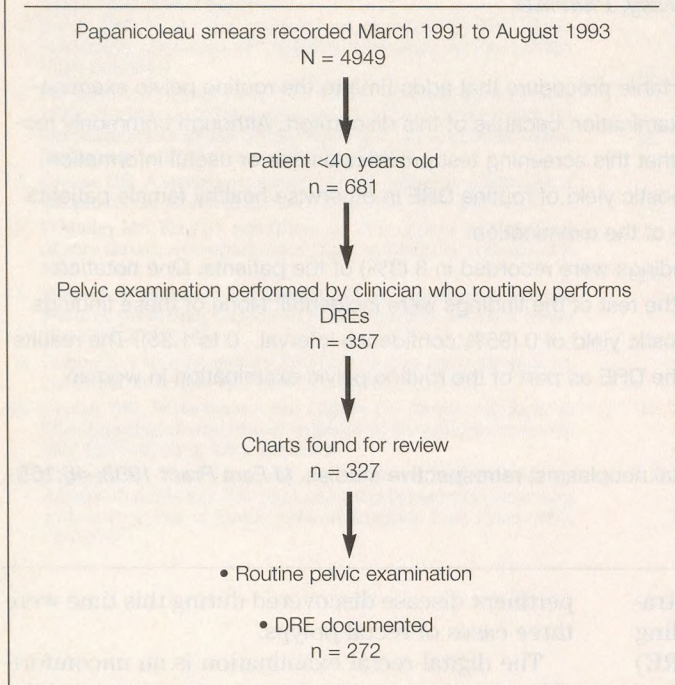 Papanicoleau smears recorded March 1991 to August 1993
N = 4949
Patient <40 years old
n = 681
Pelvic examination performed by clinician who routinely performs
DREs
n = 357
Charts found for review
n = 327
• Routine pelvic examination
• DRE documented
n = 272